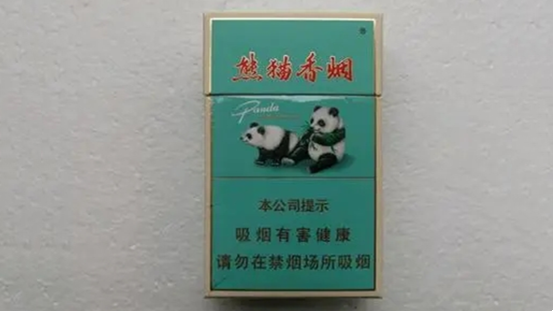 熊猫香烟
Panda
本公司提示
吸烟有害健康
请勿在禁烟场所吸烟